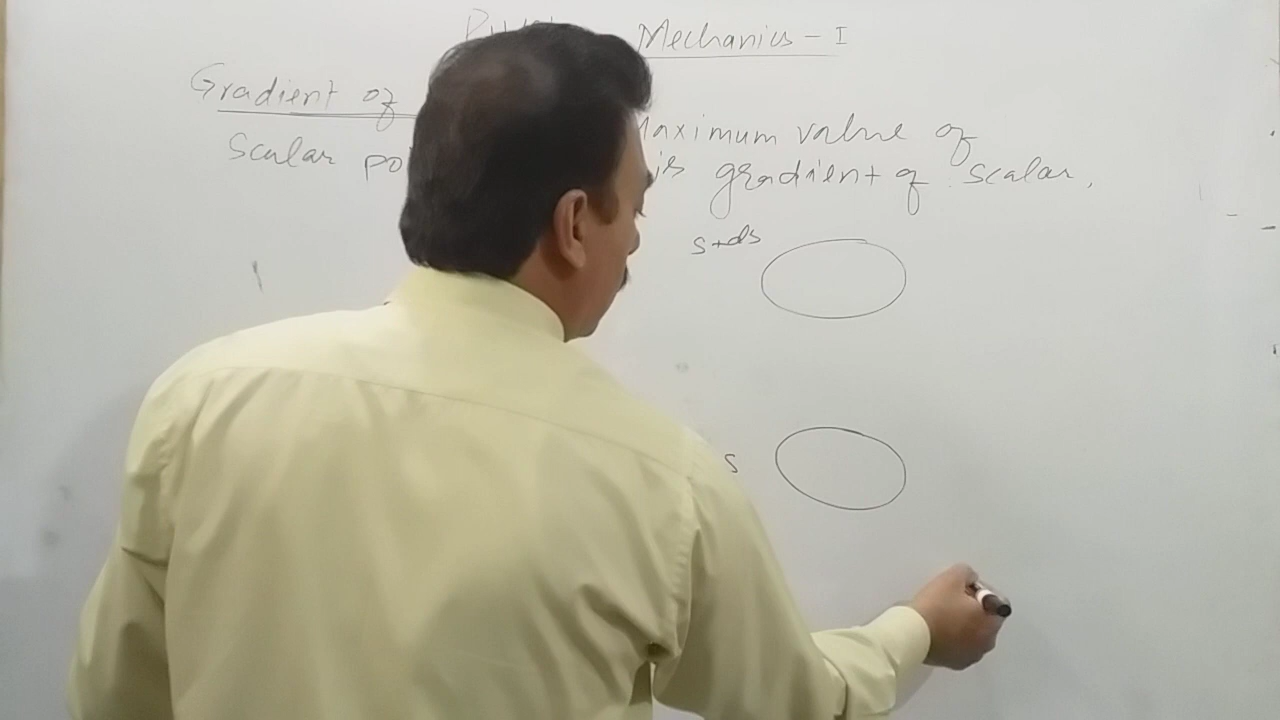 Mechanics - I
Gradient of
Maximum value of
Scalar po
is gradient of scalar.
s+ds
s